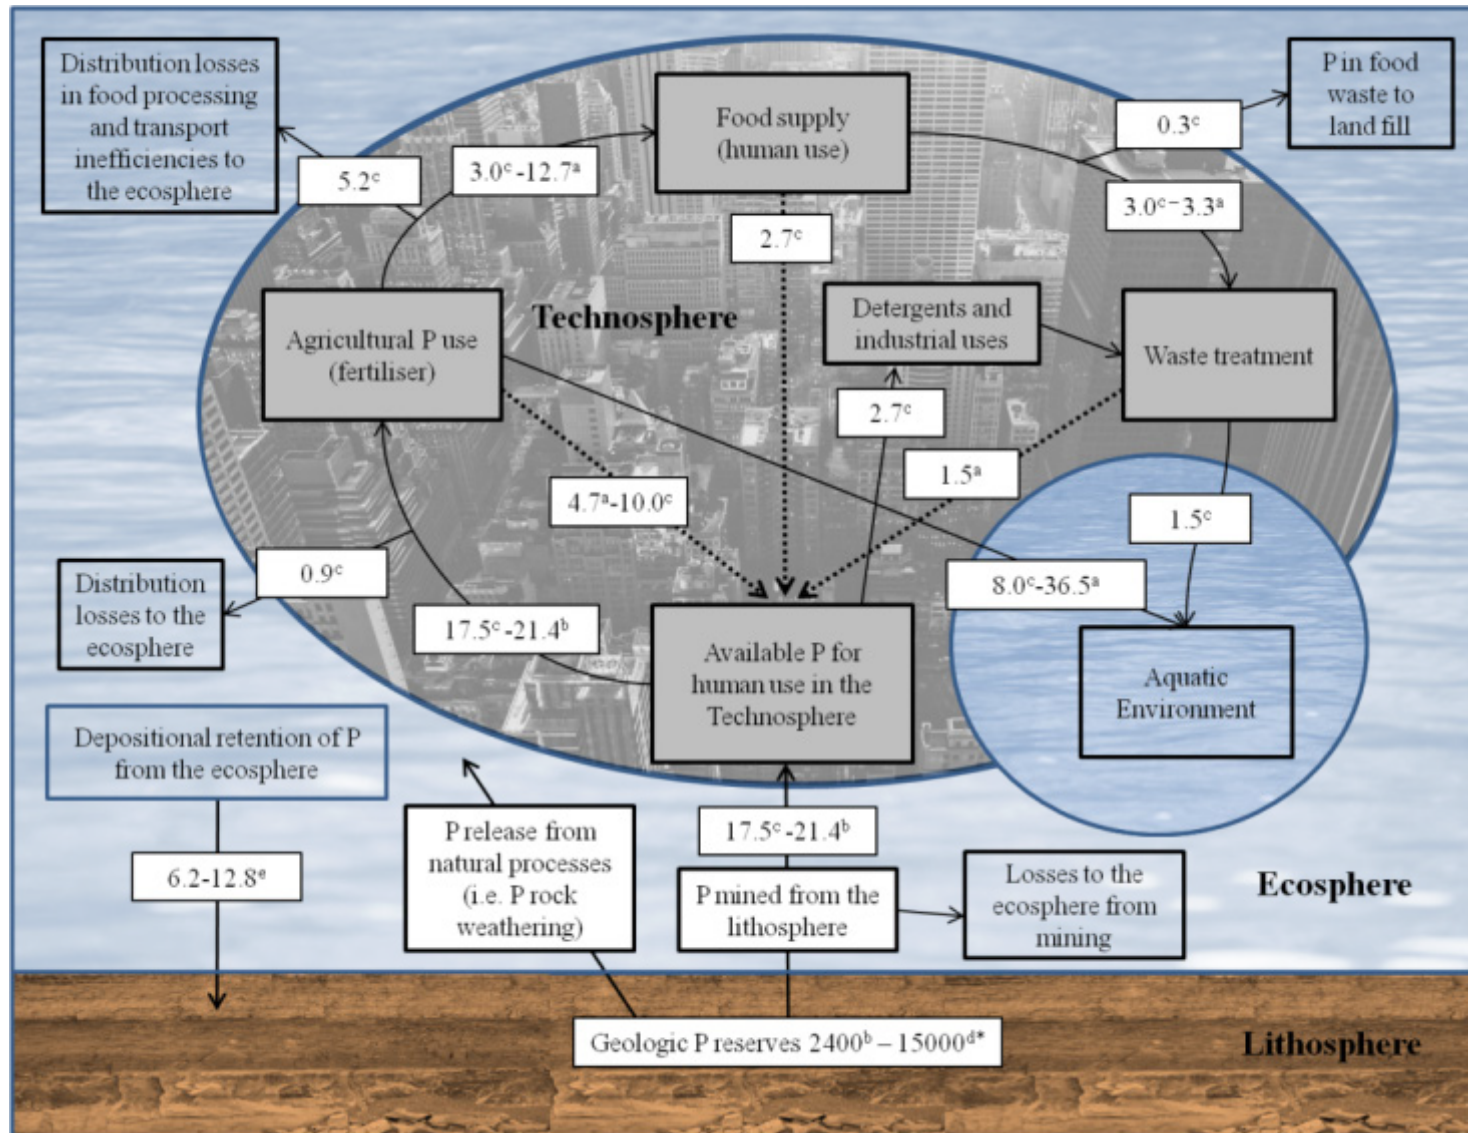 Distribution losses
in food processing
and transport
inefficiencies to
the ecosphere
5.2ᶜ
3.0ᶜ-12.7ᵃ
Food supply
(human use)
0.3ᶜ
P in food
waste to
land fill
3.0ᶜ–3.3ᵃ
2.7ᶜ
Technosphere
Agricultural P use
(fertiliser)
Detergents and
industrial uses
Waste treatment
2.7ᶜ
4.7ᵃ-10.0ᶜ
1.5ᵃ
1.5ᶜ
0.9ᶜ
Distribution
losses to the
ecosphere
17.5ᶜ-21.4ᵇ
8.0ᶜ-36.5ᵃ
Available P for
human use in the
Technosphere
Aquatic
Environment
Depositional retention of P
from the ecosphere
6.2-12.8ᵉ
P release from
natural processes
(i.e. P rock
weathering)
17.5ᶜ-21.4ᵇ
P mined from the
lithosphere
Losses to the
ecosphere from
mining
Ecosphere
Geologic P reserves 2400ᵇ – 15000ᵈ*
Lithosphere